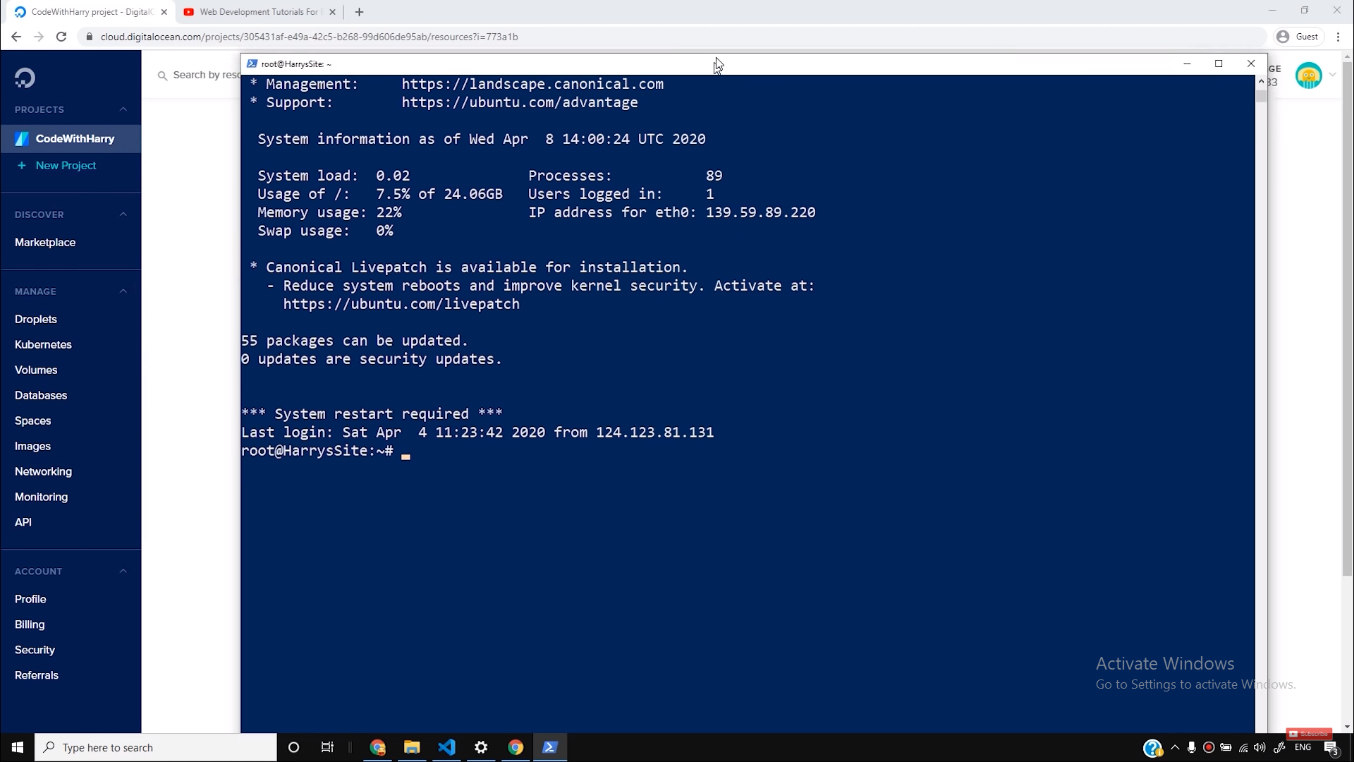 CodeWithHarry project - DigitalO
Web Development Tutorials For
cloud.digitalocean.com/projects/305431af-e49a-42c5-b268-99d606de95ab/resources?i=773a1b
Guest
PROJECTS
CodeWithHarry
New Project
DISCOVER
Marketplace
MANAGE
Droplets
Kubernetes
Volumes
Databases
Spaces
Images
Networking
Monitoring
API
ACCOUNT
Profile
Billing
Security
Referrals
Search by reso
root@HarrysSite: ~
* Management: https://landscape.canonical.com
* Support: https://ubuntu.com/advantage
System information as of Wed Apr 8 14:00:24 UTC 2020
System load: 0.02 Processes: 89
Usage of /: 7.5% of 24.06GB Users logged in: 1
Memory usage: 22% IP address for eth0: 139.59.89.220
Swap usage: 0%
* Canonical Livepatch is available for installation.
- Reduce system reboots and improve kernel security. Activate at:
https://ubuntu.com/livepatch
55 packages can be updated.
0 updates are security updates.
*** System restart required ***
Last login: Sat Apr 4 11:23:42 2020 from 124.123.81.131
root@HarrysSite:~#
Activate Windows
Go to Settings to activate Windows.
Subscribe
Type here to search
ENG
3